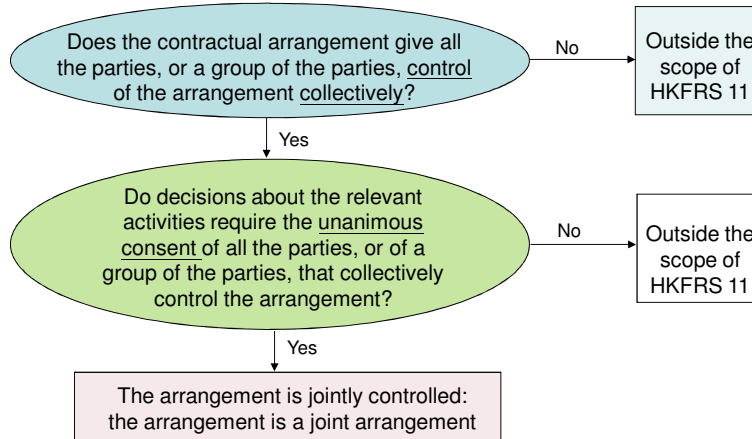 Does the contractual arrangement give all
the parties, or a group of the parties, control
of the arrangement collectively?
No
Outside the
scope of
HKFRS 11
Yes
Do decisions about the relevant
activities require the unanimous
consent of all the parties, or of a
group of the parties, that collectively
control the arrangement?
No
Outside the
scope of
HKFRS 11
Yes
The arrangement is jointly controlled:
the arrangement is a joint arrangement